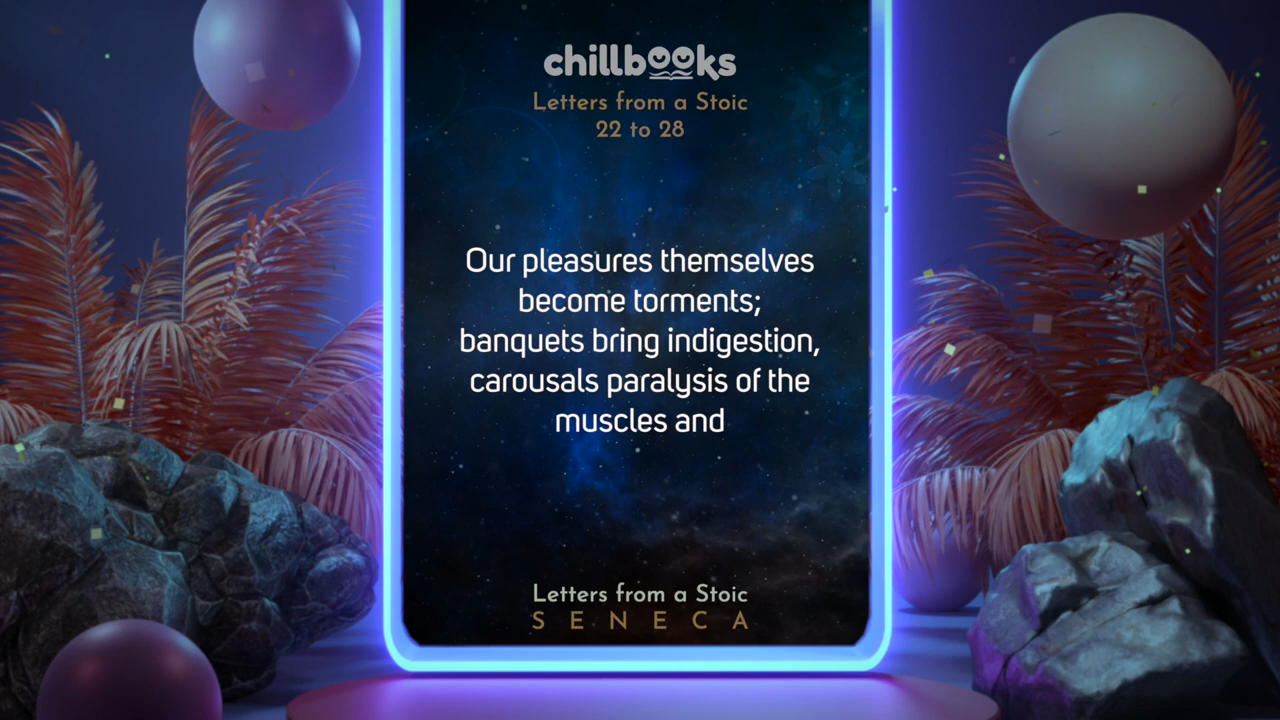 chillbooks
Letters from a Stoic
22 to 28
Our pleasures themselves
become torments;
banquets bring indigestion,
carousals paralysis of the
muscles and
Letters from a Stoic
SENECA